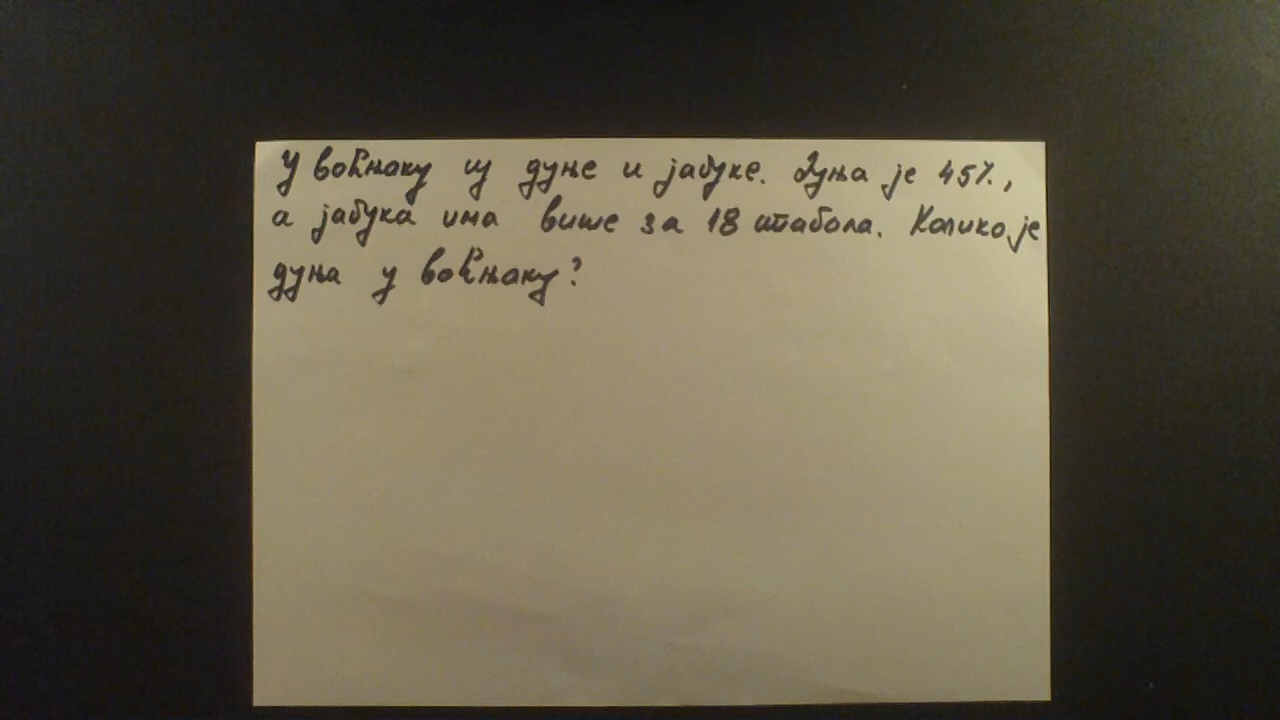 У воћњаку су дуње и јабуке. Дуња је 45%,
а јабука има више за 18 стабала. Колико је
дуња у воћњаку?